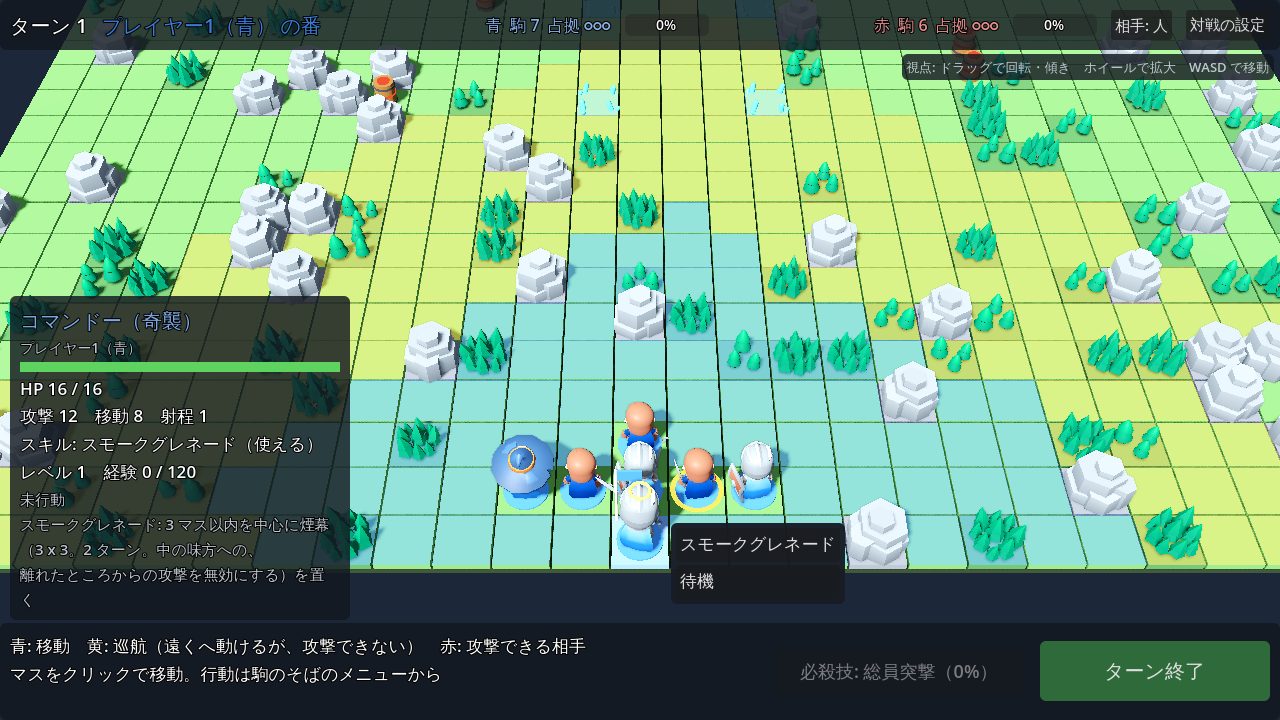 ターン 1 プレイヤー1（青）の番 青 駒 7 占拠 ○○○ 0% 赤 駒 6 占拠 ○○○ 0% 相手: 人 対戦の設定
視点: ドラッグで回転・傾き ホイールで拡大 WASD で移動
コマンドー（奇襲）
プレイヤー1（青）
HP 16 / 16
攻撃 12 移動 8 射程 1
スキル: スモークグレネード（使える）
レベル 1 経験 0 / 120
未行動
スモークグレネード: 3 マス以内を中心に煙幕
（3 x 3。2 ターン。中の味方への、
離れたところからの攻撃を無効にする）を置
く
スモークグレネード
待機
青: 移動 黄: 巡航（遠くへ動けるが、攻撃できない） 赤: 攻撃できる相手
マスをクリックで移動。行動は駒のそばのメニューから
必殺技: 総員突撃（0%）
ターン終了